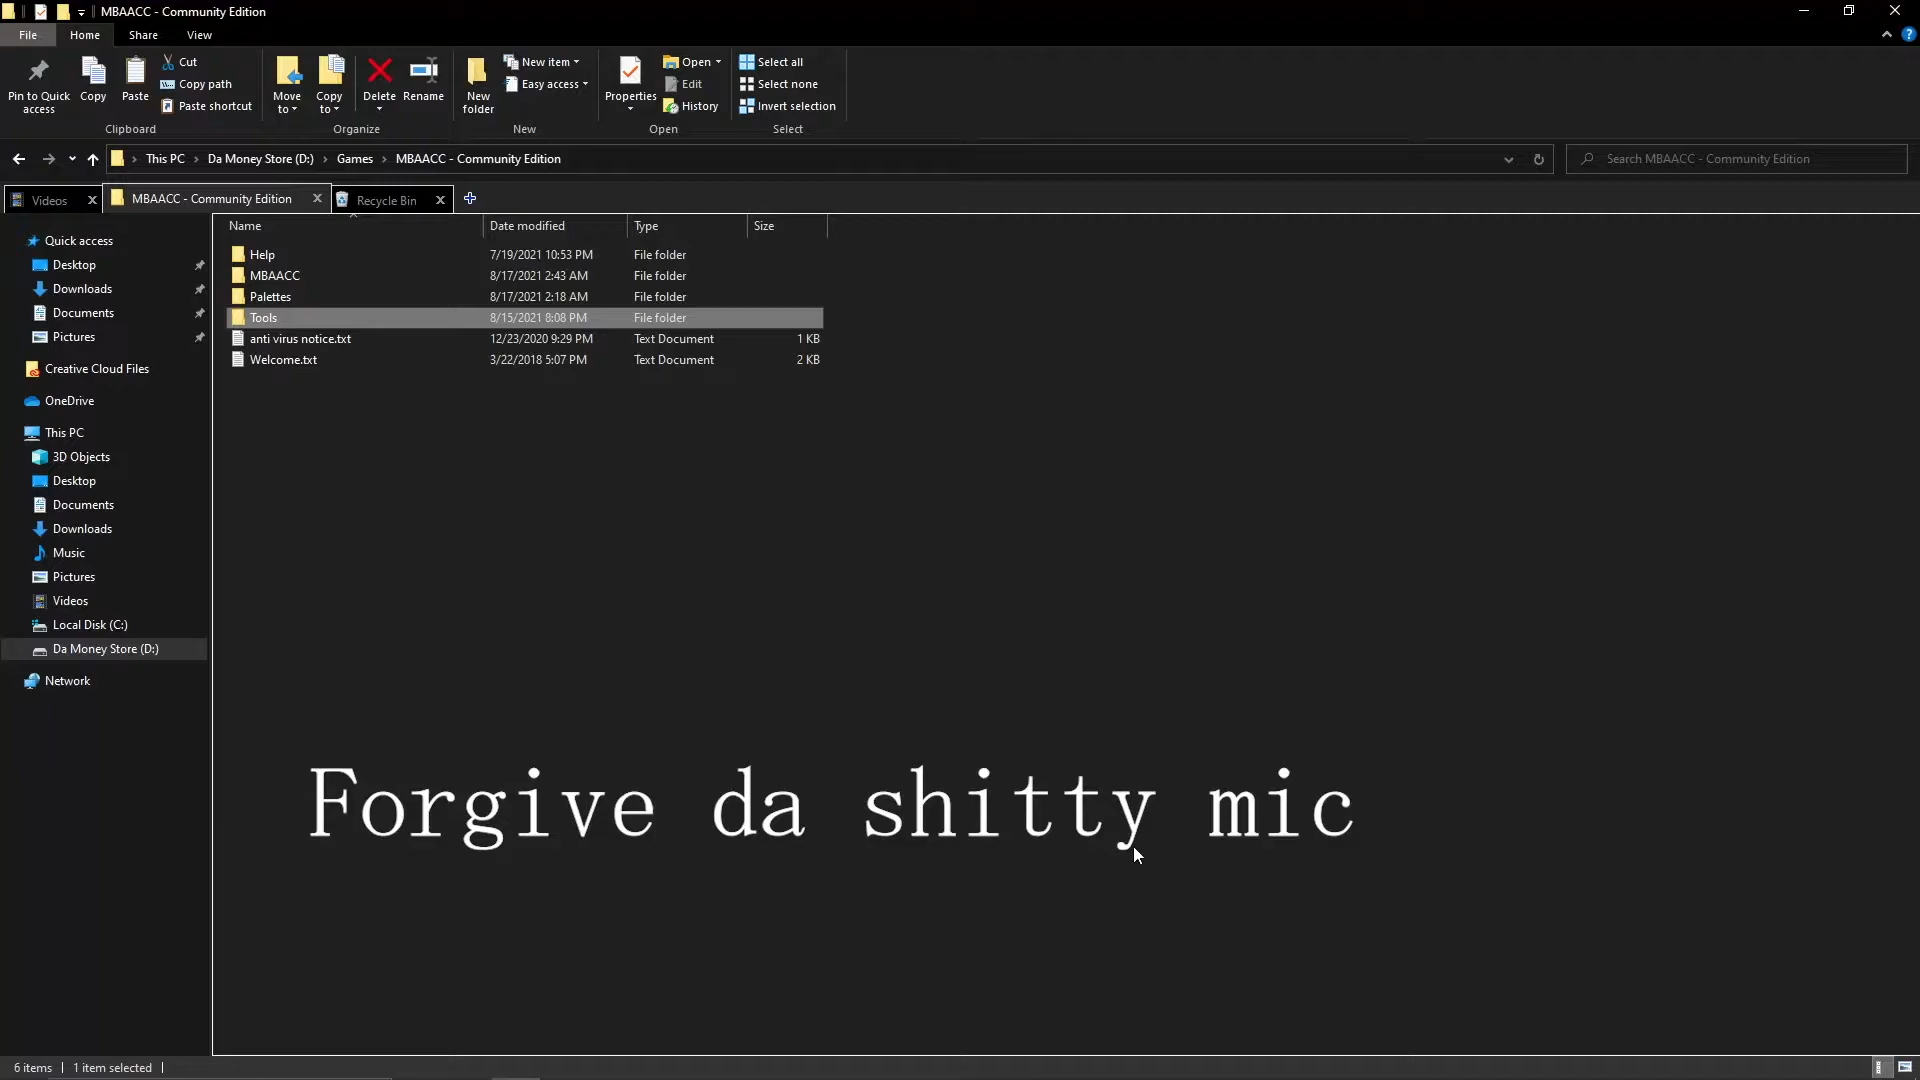 MBAACC - Community Edition
File Home Share View
Pin to Quick access
Copy
Paste
Cut
Copy path
Paste shortcut
Clipboard
Move to
Copy to
Delete
Rename
Organize
New folder
New item
Easy access
New
Properties
Open
Edit
History
Open
Select all
Select none
Invert selection
Select
This PC > Da Money Store (D:) > Games > MBAACC - Community Edition
Search MBAACC - Community Edition
Videos MBAACC - Community Edition Recycle Bin
Quick access
Desktop
Downloads
Documents
Pictures
Creative Cloud Files
OneDrive
This PC
3D Objects
Desktop
Documents
Downloads
Music
Pictures
Videos
Local Disk (C:)
Da Money Store (D:)
Network
Name Date modified Type Size
Help 7/19/2021 10:53 PM File folder
MBAACC 8/17/2021 2:43 AM File folder
Palettes 8/17/2021 2:18 AM File folder
Tools 8/15/2021 8:08 PM File folder
anti virus notice.txt 12/23/2020 9:29 PM Text Document 1 KB
Welcome.txt 3/22/2018 5:07 PM Text Document 2 KB
Forgive da shitty mic
6 items 1 item selected